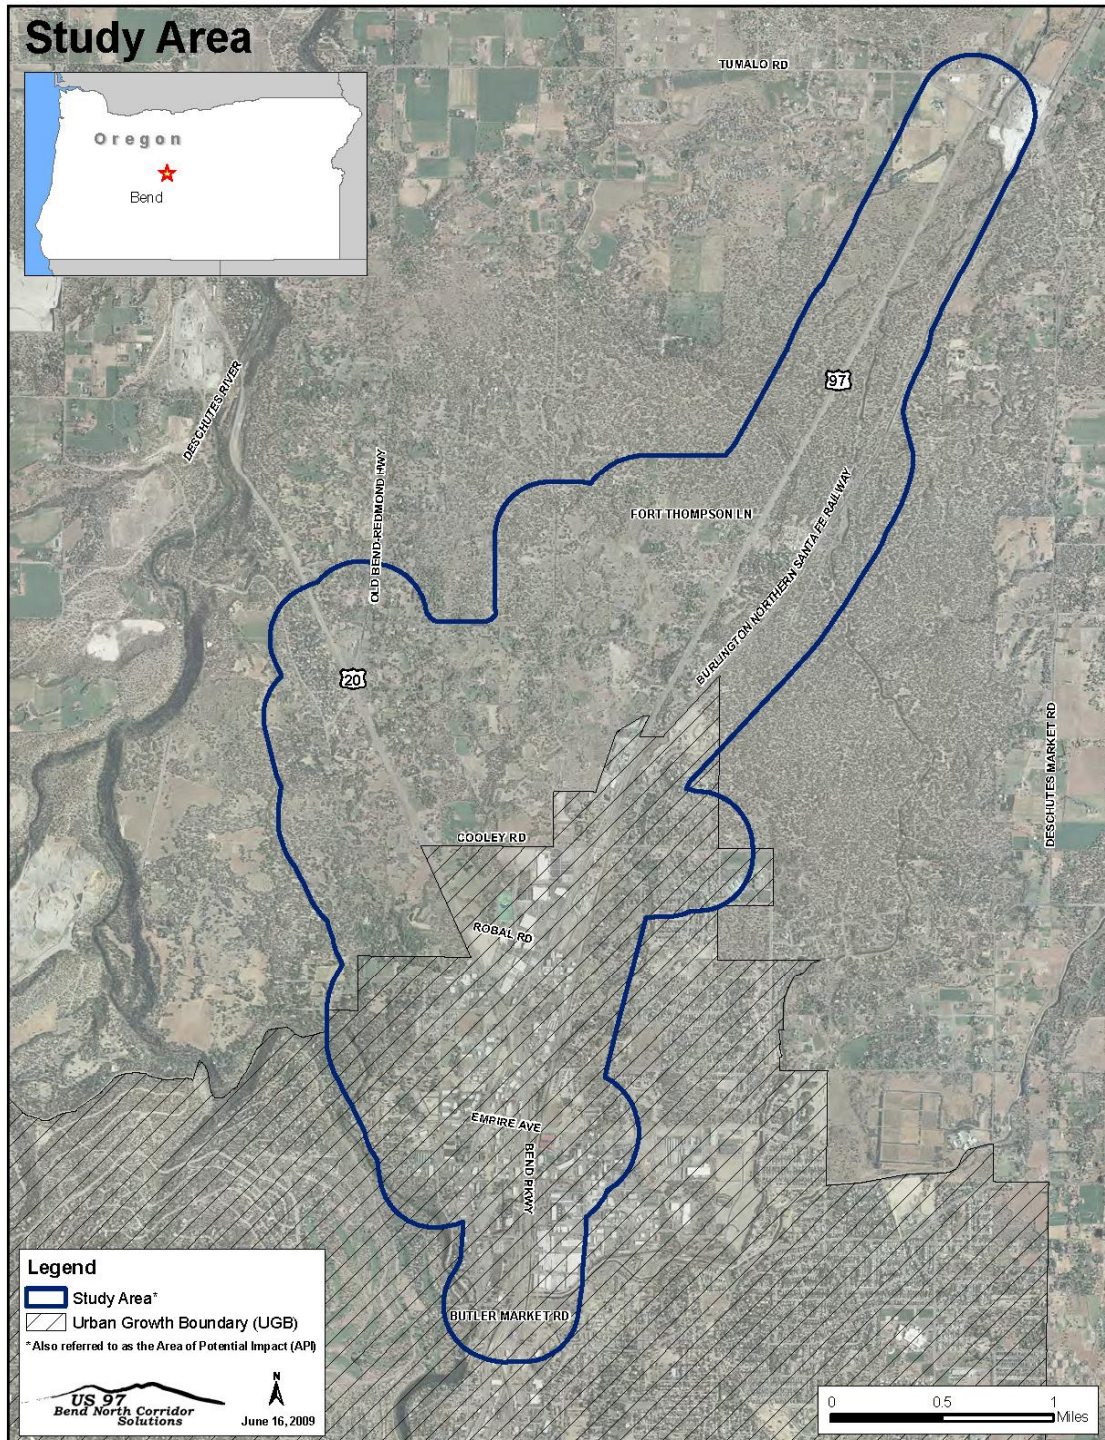 Study Area
TUMALO RD
Oregon
Bend
DESCHUTES RIVER
97
OLD BEND-REDMOND HWY
FORT THOMPSON LN
BURLINGTON NORTHERN SANTA FE RAILWAY
20
DESCHUTES MARKET RD
COOLEY RD
ROBAL RD
EMPIRE AVE
BEND PKWY
BUTLER MARKET RD
Legend
Study Area*
Urban Growth Boundary (UGB)
*Also referred to as the Area of Potential Impact (API)
US 97
Bend North Corridor
Solutions
N
June 16, 2009
0 0.5 1
Miles